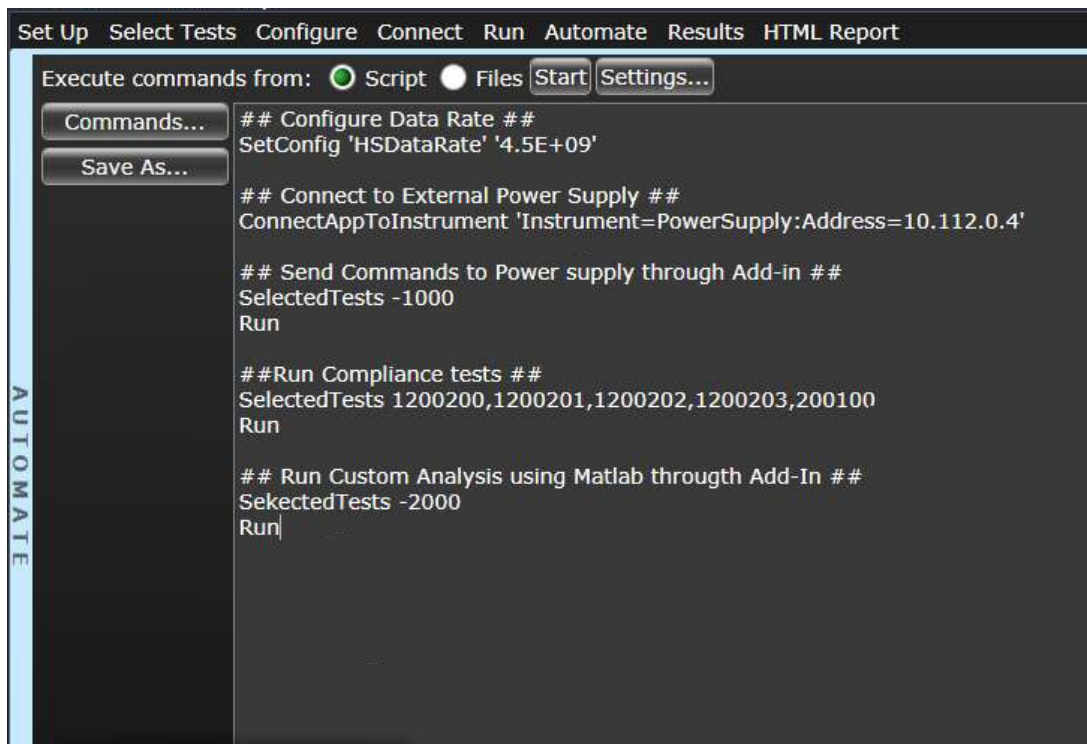 Set Up Select Tests Configure Connect Run Automate Results HTML Report
Execute commands from: Script Files Start Settings...
Commands...
Save As...
## Configure Data Rate ##
SetConfig 'HSDataRate' '4.5E+09'
## Connect to External Power Supply ##
ConnectAppToInstrument 'Instrument=PowerSupply:Address=10.112.0.4'
## Send Commands to Power supply through Add-in ##
SelectedTests -1000
Run
##Run Compliance tests ##
SelectedTests 1200200,1200201,1200202,1200203,200100
Run
## Run Custom Analysis using Matlab througth Add-In ##
SekectedTests -2000
Run
AUTOMATE